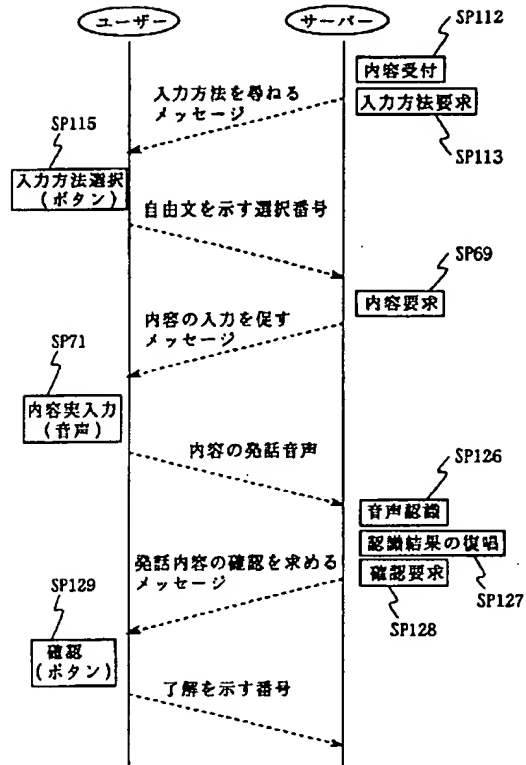 ユーザー
サーバー
SP112
内容受付
入力方法を尋ねる
メッセージ
入力方法要求
SP115
SP113
入力方法選択
(ボタン)
自由文を示す選択番号
SP69
内容要求
内容の入力を促す
メッセージ
SP71
内容実入力
(音声)
内容の発話音声
SP126
音声認識
認識結果の復唱
発話内容の確認を求める
メッセージ
確認要求
SP127
SP129
SP128
確認
(ボタン)
了解を示す番号